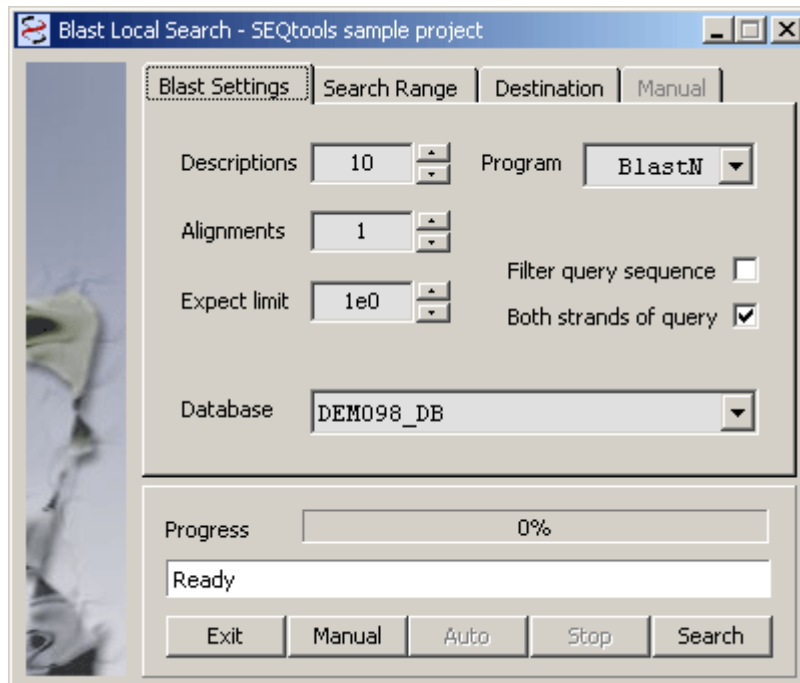 Blast Local Search - SEQtools sample project
Blast Settings Search Range Destination Manual
Descriptions 10 Program BlastN
Alignments 1
Filter query sequence
Expect limit 1e0
Both strands of query
Database DEMO98_DB
Progress 0%
Ready
Exit Manual Auto Stop Search